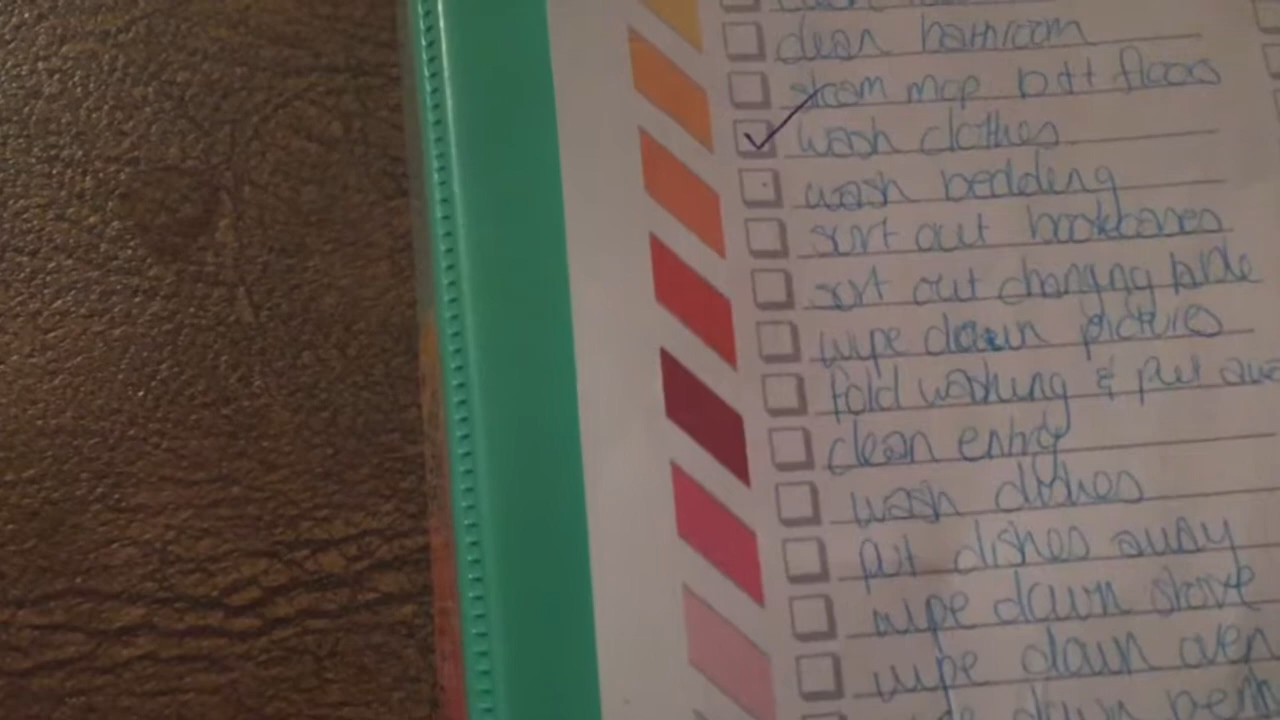 clean bathroom
steam mop floors
wash clothes
wash bedding
sort out bookcases
sort out changing table
wipe down pictures
fold washing & put
clean entry
wash dishes
put dishes away
wipe down stove
wipe down oven
down